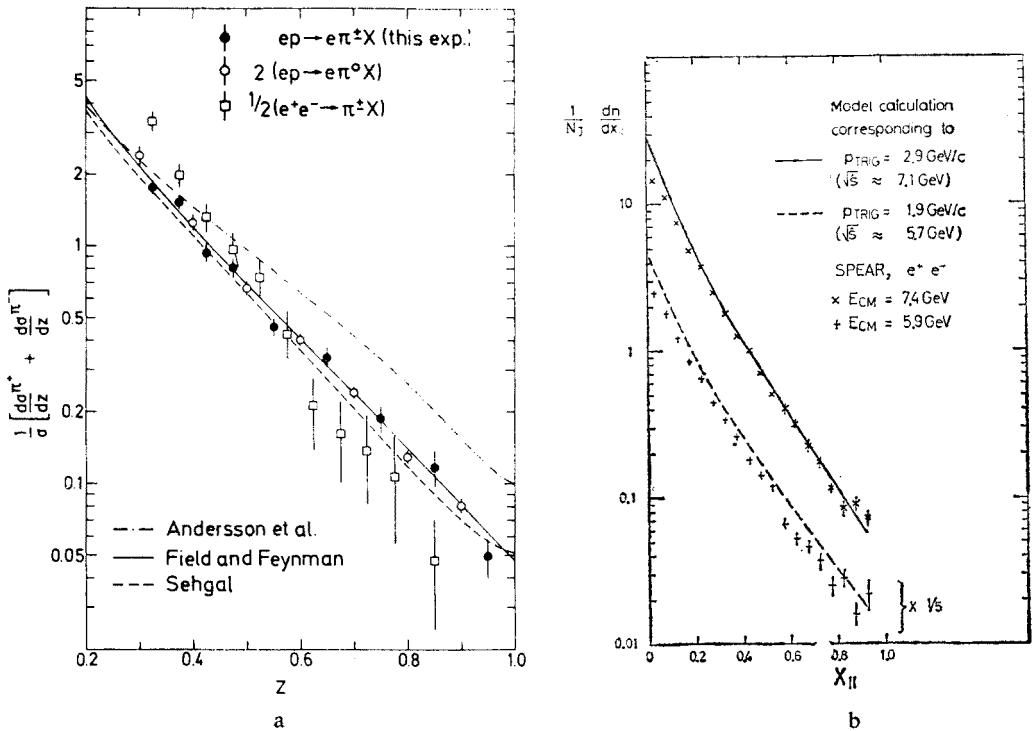 a
ep→eπ±X (this exp.)
2 (ep→eπ°X)
1/2(e⁺e⁻→π±X)
5
2
1
0.5
0.2
0.1
0.05
1/σ [dσ^π⁺/dz + dσ^π⁻/dz]
Andersson et al.
Field and Feynman
Sehgal
0.2 0.4 0.6 0.8 1.0
Z
a
b
1/NJ dn/dx‖
Model calculation
corresponding to
pTRIG = 2.9 GeV/c
(√s ≈ 7.1 GeV)
pTRIG = 1.9 GeV/c
(√s ≈ 5.7 GeV)
SPEAR, e⁺ e⁻
× ECM = 7.4 GeV
+ ECM = 5.9 GeV
10
1
0.1
0.01
} x 1/5
0 0.2 0.4 0.6 0.8 1.0
X‖
b